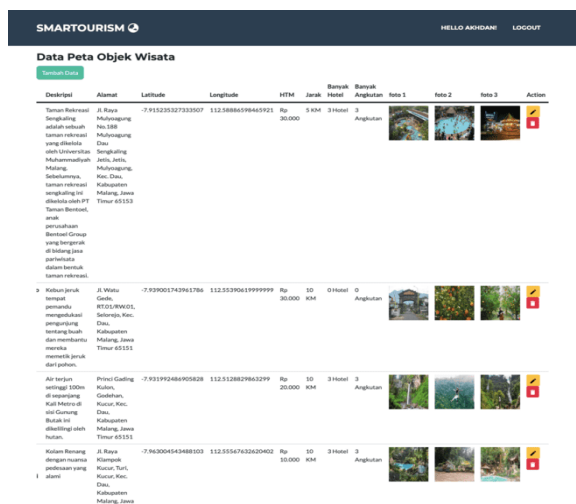 SMARTOURISM
HELLO AKHDAN! LOGOUT
Data Peta Objek Wisata
Tambah Data
Deskripsi Alamat Latitude Longitude HTM Jarak Banyak Hotel Banyak Angkutan foto 1 foto 2 foto 3 Action
Taman Rekreasi
Sengkaling
adalah sebuah
taman rekreasi
yang dikelola
oleh Universitas
Muhammadiyah
Malang.
Sebelumnya,
taman rekreasi
sengkaling ini
dikelola oleh PT
Taman Bentoel,
anak
perusahaan
Bentoel Group
yang bergerak
di bidang jasa
pariwisata
dalam bentuk
taman rekreasi.
Jl. Raya
Mulyoagung
No.188
Mulyoagung
Dau
Sengkaling
Jetis, Jetis,
Mulyoagung,
Kec. Dau,
Kabupaten
Malang, Jawa
Timur 65153
-7.915235327333507
112.58886598465921
Rp
30.000
5 KM
3 Hotel
3
Angkutan
Kebun jeruk
tempat
pemandu
mengedukasi
pengunjung
tentang buah
dan membantu
mereka
memetik jeruk
dari pohon.
Jl. Watu
Gede,
RT.01/RW.01,
Selorejo, Kec.
Dau,
Kabupaten
Malang, Jawa
Timur 65151
-7.939001743961786
112.55390619999999
Rp
30.000
10
KM
0 Hotel
0
Angkutan
Air terjun
setinggi 100m
di sepanjang
Kali Metro di
sisi Gunung
Butak ini
dikelilingi oleh
hutan.
Princi Gading
Kulon,
Godehan,
Kucur, Kec.
Dau,
Kabupaten
Malang, Jawa
Timur 65151
-7.931992486905828
112.5128829863299
Rp
20.000
10
KM
3 Hotel
3
Angkutan
Kolam Renang
dengan nuansa
pedesaan yang
alami
Jl. Raya
Klampok
Kucur, Turi,
Kucur, Kec.
Dau,
Kabupaten
Malang, Jawa
-7.963004543488103
112.55567632620402
Rp
10.000
10
KM
3 Hotel
3
Angkutan